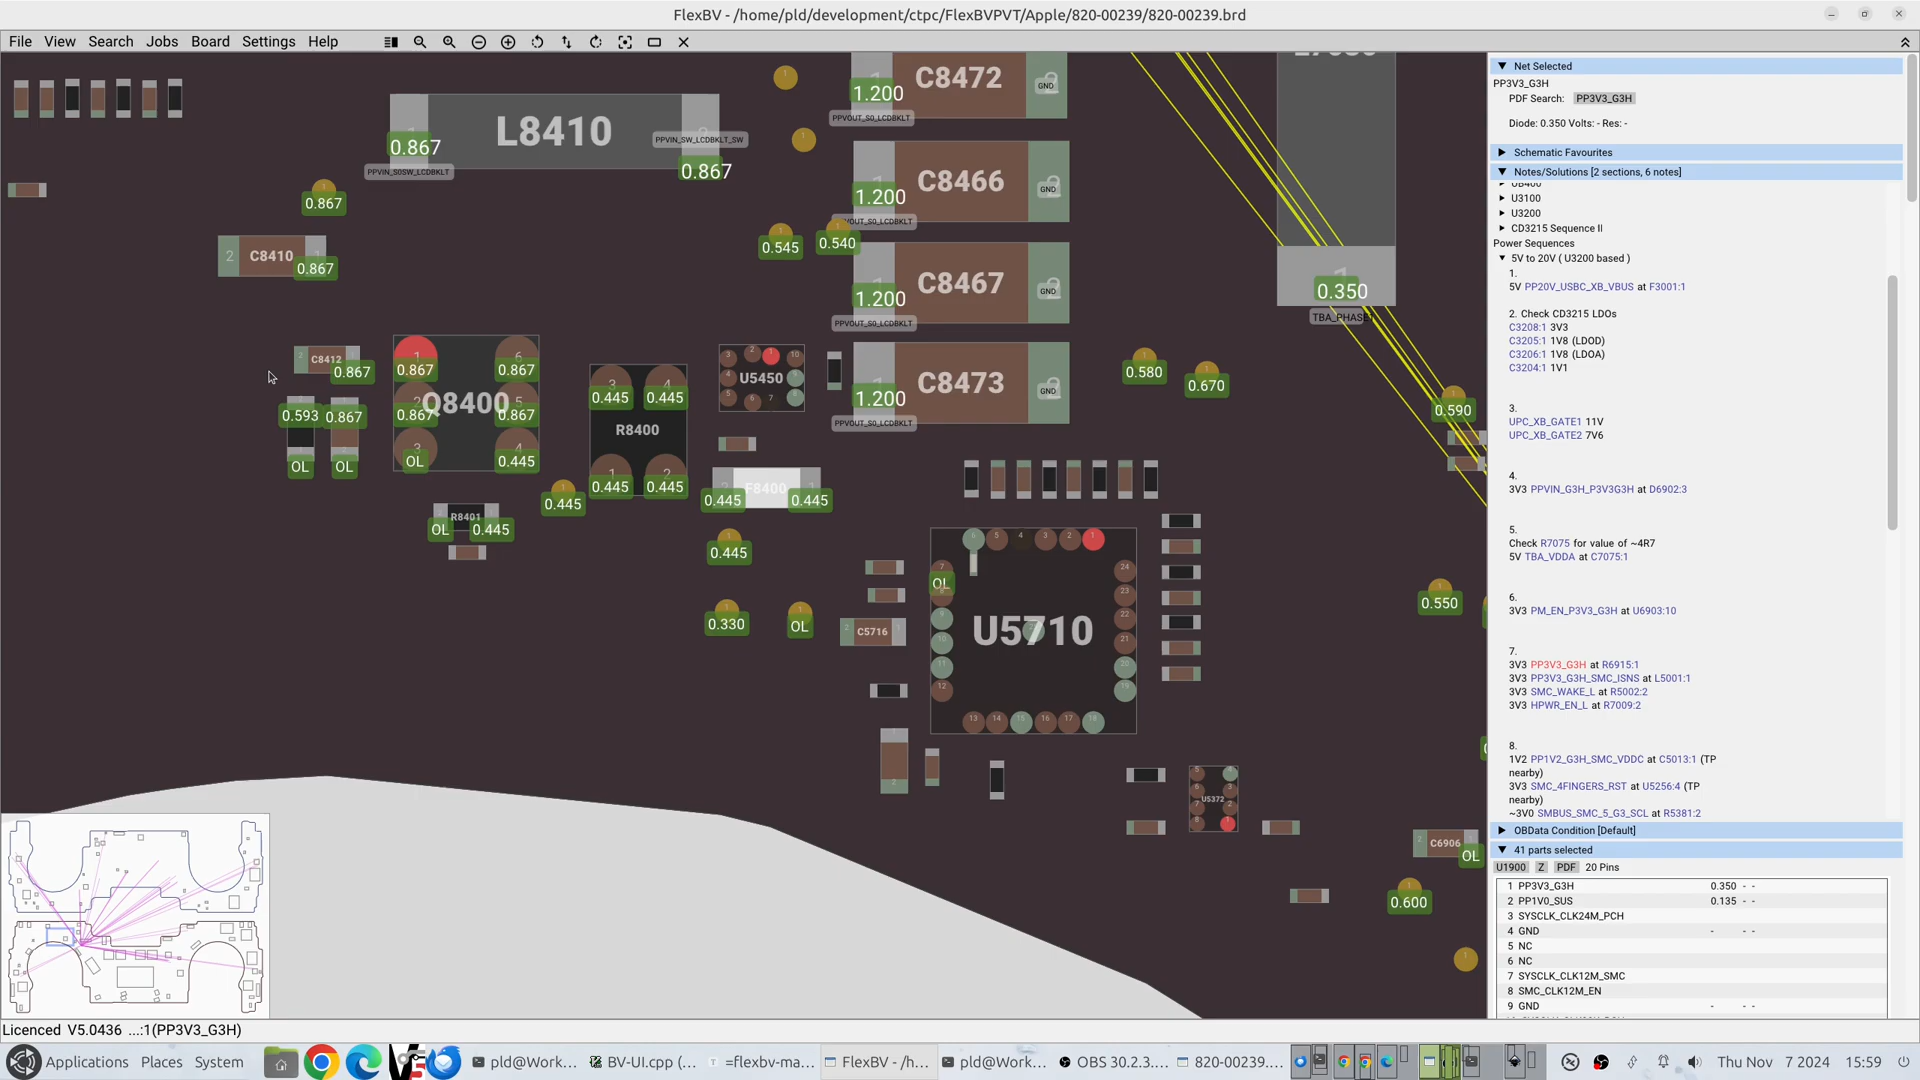 FlexBV - /home/pld/development/ctpc/FlexBVPVT/Apple/820-00239/820-00239.brd
File View Search Jobs Board Settings Help
L8410
0.867
PPVIN_S0SW_LCDBKLT
PPVIN_SW_LCDBKLT_SW
0.867
0.867
2 C8410
0.867
C8412
0.867
0.593 0.867
OL OL
Q8400
0.867 0.867
0.867 0.867
OL 0.445
R8401
OL 0.445
0.445
R8400
3 4
0.445 0.445
1 2
0.445 0.445
U5450
0.445 0.445
0.445
0.330
OL
0.545
0.540
C8472
1.200
GND
PPVOUT_S0_LCDBKLT
C8466
1.200
GND
C8467
1.200
GND
PPVOUT_S0_LCDBKLT
C8473
1.200
GND
PPVOUT_S0_LCDBKLT
0.580
0.670
0.350
0.590
0.550
U5710
OL
C5716
U5372
C6906
OL
0.600
Net Selected
PP3V3_G3H
PDF Search: PP3V3_G3H
Diode: 0.350 Volts: - Res: -
Schematic Favourites
Notes/Solutions [2 sections, 6 notes]
U3100
U3200
CD3215 Sequence II
Power Sequences
5V to 20V ( U3200 based )
1.
5V PP20V_USBC_XB_VBUS at F3001:1
2. Check CD3215 LDOs
C3208:1 3V3
C3205:1 1V8 (LDOD)
C3206:1 1V8 (LDOA)
C3204:1 1V1
3.
UPC_XB_GATE1 11V
UPC_XB_GATE2 7V6
4.
3V3 PPVIN_G3H_P3V3G3H at D6902:3
5.
Check R7075 for value of ~4R7
5V TBA_VDDA at C7075:1
6.
3V3 PM_EN_P3V3_G3H at U6903:10
7.
3V3 PP3V3_G3H at R6915:1
3V3 PP3V3_G3H_SMC_ISNS at L5001:1
3V3 SMC_WAKE_L at R5002:2
3V3 HPWR_EN_L at R7009:2
8.
1V2 PP1V2_G3H_SMC_VDDC at C5013:1 (TP
nearby)
3V3 SMC_4FINGERS_RST at U5256:4 (TP
nearby)
~3V0 SMBUS_SMC_5_G3_SCL at R5381:2
OBData Condition [Default]
41 parts selected
U1900 Z PDF 20 Pins
1 PP3V3_G3H 0.350 - -
2 PP1V0_SUS 0.135 - -
3 SYSCLK_CLK24M_PCH
4 GND - - -
5 NC
6 NC
7 SYSCLK_CLK12M_SMC
8 SMC_CLK12M_EN
9 GND - - -
Licenced V5.0436 ...:1(PP3V3_G3H)
Applications Places System pld@Work... BV-UI.cpp (... =flexbv-ma... FlexBV - /h... pld@Work... OBS 30.2.3.... 820-00239.... Thu Nov 7 2024 15:59